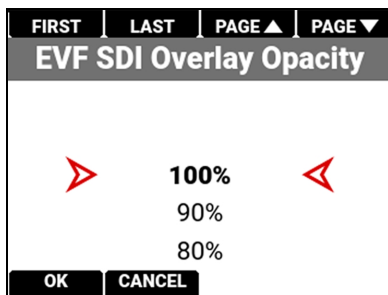 FIRST LAST PAGE▲ PAGE▼
EVF SDI Overlay Opacity
100%
90%
80%
OK CANCEL